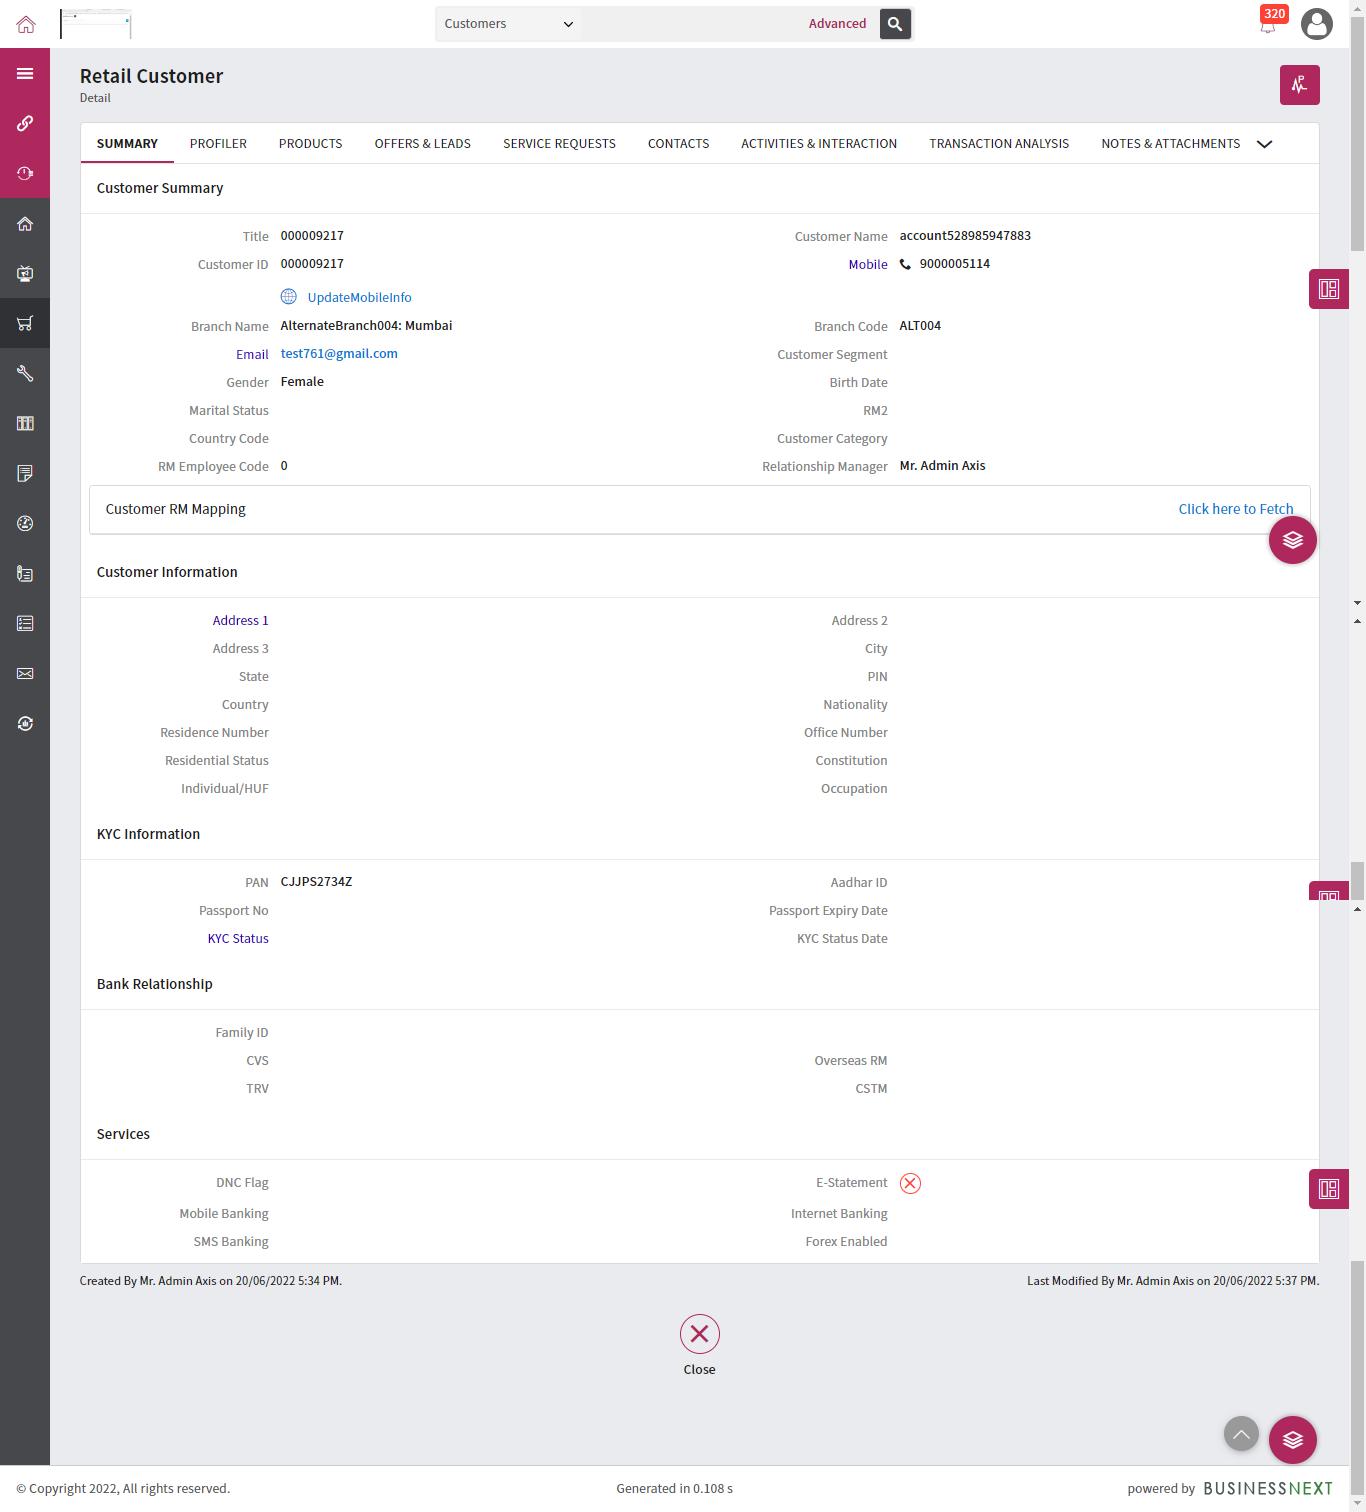 Customers Advanced 320
Retail Customer
Detail
SUMMARY PROFILER PRODUCTS OFFERS & LEADS SERVICE REQUESTS CONTACTS ACTIVITIES & INTERACTION TRANSACTION ANALYSIS NOTES & ATTACHMENTS
Customer Summary
Title 000009217 Customer Name account528985947883
Customer ID 000009217 Mobile 9000005114
UpdateMobileInfo
Branch Name AlternateBranch004: Mumbai Branch Code ALT004
Email test761@gmail.com Customer Segment
Gender Female Birth Date
Marital Status RM2
Country Code Customer Category
RM Employee Code 0 Relationship Manager Mr. Admin Axis
Customer RM Mapping Click here to Fetch
Customer Information
Address 1 Address 2
Address 3 City
State PIN
Country Nationality
Residence Number Office Number
Residential Status Constitution
Individual/HUF Occupation
KYC Information
PAN CJJPS2734Z Aadhar ID
Passport No Passport Expiry Date
KYC Status KYC Status Date
Bank Relationship
Family ID
CVS Overseas RM
TRV CSTM
Services
DNC Flag E-Statement
Mobile Banking Internet Banking
SMS Banking Forex Enabled
Created By Mr. Admin Axis on 20/06/2022 5:34 PM. Last Modified By Mr. Admin Axis on 20/06/2022 5:37 PM.
Close
© Copyright 2022, All rights reserved. Generated in 0.108 s powered by BUSINESSNEXT